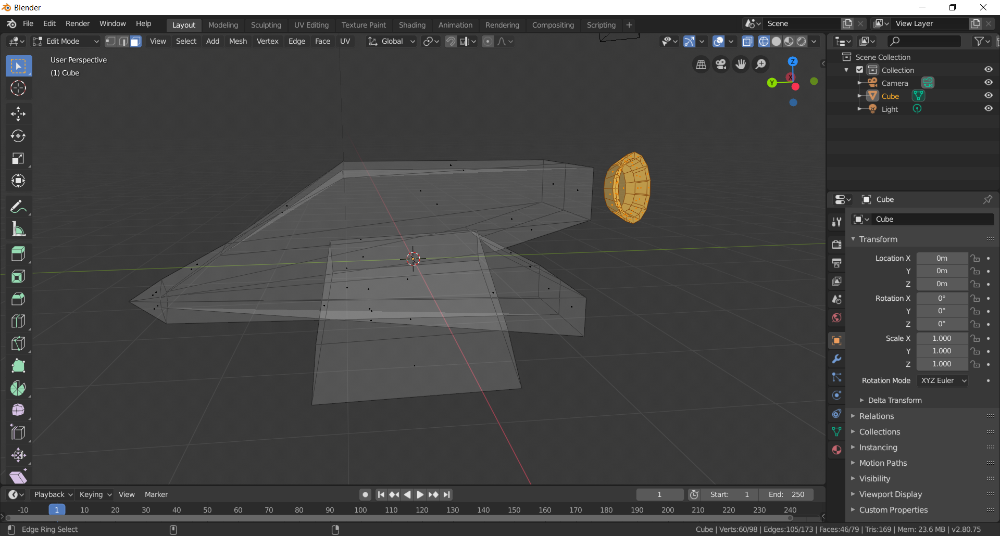 Blender
File Edit Render Window Help Layout Modeling Sculpting UV Editing Texture Paint Shading Animation Rendering Compositing Scripting + Scene View Layer
Edit Mode View Select Add Mesh Vertex Edge Face UV Global
User Perspective
(1) Cube
Z
Y
X
Scene Collection
Collection
Camera
Cube
Light
Cube
Cube
Transform
Location X 0m
Y 0m
Z 0m
Rotation X 0°
Y 0°
Z 0°
Scale X 1.000
Y 1.000
Z 1.000
Rotation Mode XYZ Euler
Delta Transform
Relations
Collections
Instancing
Motion Paths
Visibility
Viewport Display
Custom Properties
Playback Keying View Marker 1 Start: 1 End: 250
-10 1 10 20 30 40 50 60 70 80 90 100 110 120 130 140 150 160 170 180 190 200 210 220 230 240
Edge Ring Select
Cube | Verts:60/98 | Edges:105/173 | Faces:46/79 | Tris:169 | Mem: 23.6 MB | v2.80.75